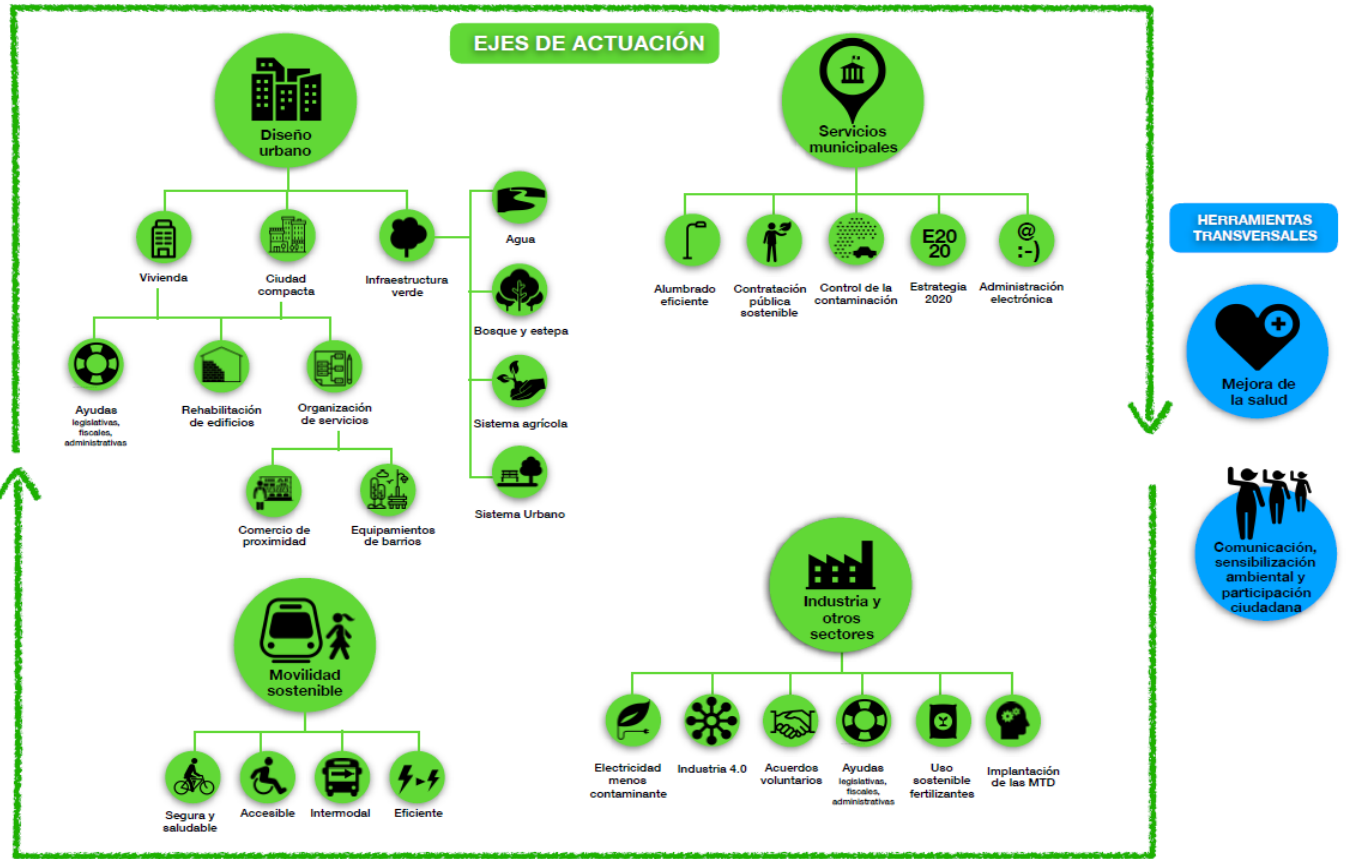 EJES DE ACTUACIÓN
Diseño
urbano
Vivienda
Ciudad
compacta
Infraestructura
verde
Agua
Bosque y estepa
Sistema agrícola
Sistema Urbano
Ayudas
legislativas,
fiscales,
administrativas
Rehabilitación
de edificios
Organización
de servicios
Comercio de
proximidad
Equipamientos
de barrios
Servicios
municipales
Alumbrado
eficiente
Contratación
pública
sostenible
Control de la
contaminación
E20
20
Estrategia
2020
@
:-)
Administración
electrónica
HERRAMIENTAS
TRANSVERSALES
Mejora de
la salud
Comunicación,
sensibilización
ambiental y
participación
ciudadana
Movilidad
sostenible
Segura y
saludable
Accesible
Intermodal
Eficiente
Industria y
otros
sectores
Electricidad
menos
contaminante
Industria 4.0
Acuerdos
voluntarios
Ayudas
legislativas,
fiscales,
administrativas
Uso
sostenible
fertilizantes
Implantación
de las MTD